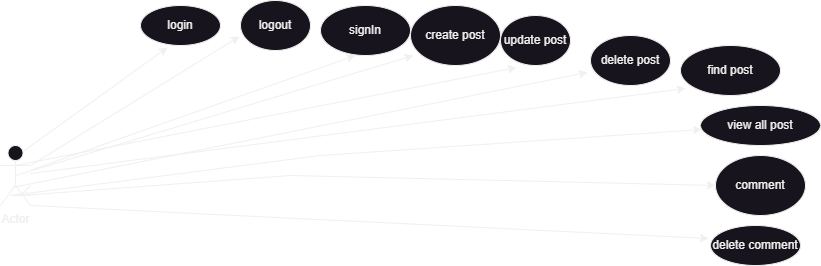 login
logout
signIn
create post
update post
delete post
find post
view all post
comment
delete comment
Actor